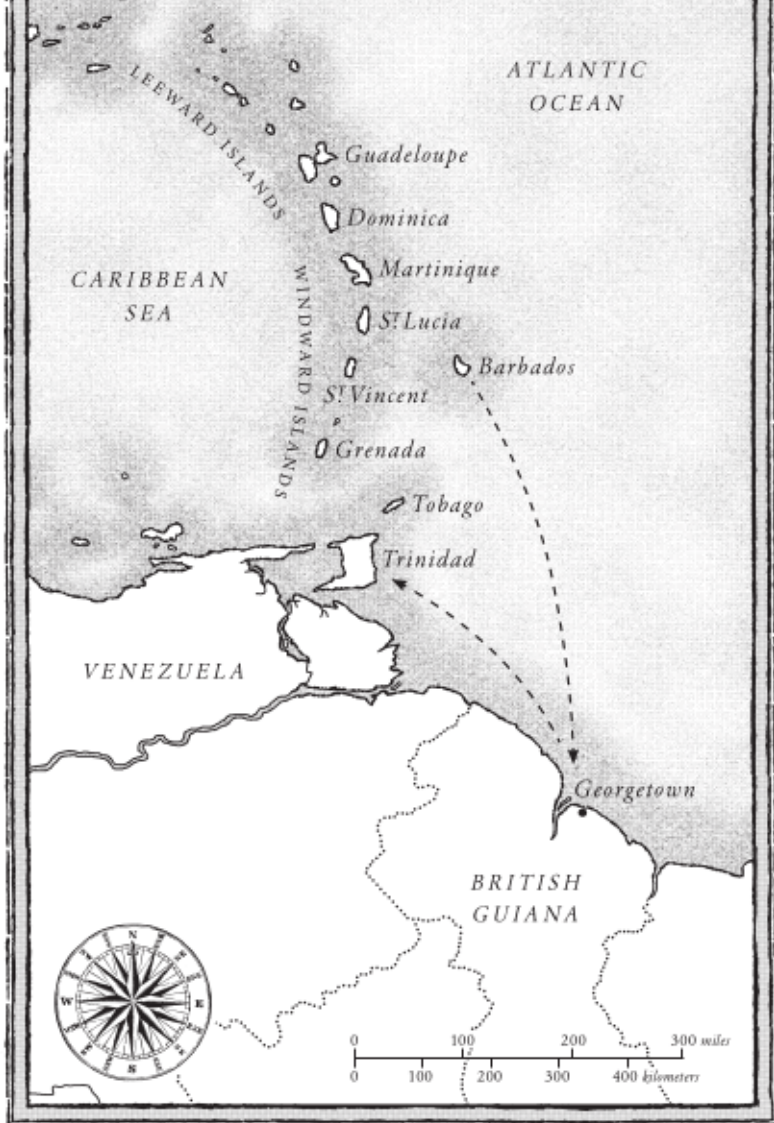 ATLANTIC
OCEAN
LEEWARD ISLANDS
Guadeloupe
Dominica
CARIBBEAN
SEA
WINDWARD ISLANDS
Martinique
St Lucia
Barbados
St Vincent
Grenada
Tobago
Trinidad
VENEZUELA
Georgetown
BRITISH
GUIANA
N
W
E
S
0 100 200 300 miles
0 100 200 300 400 kilometers